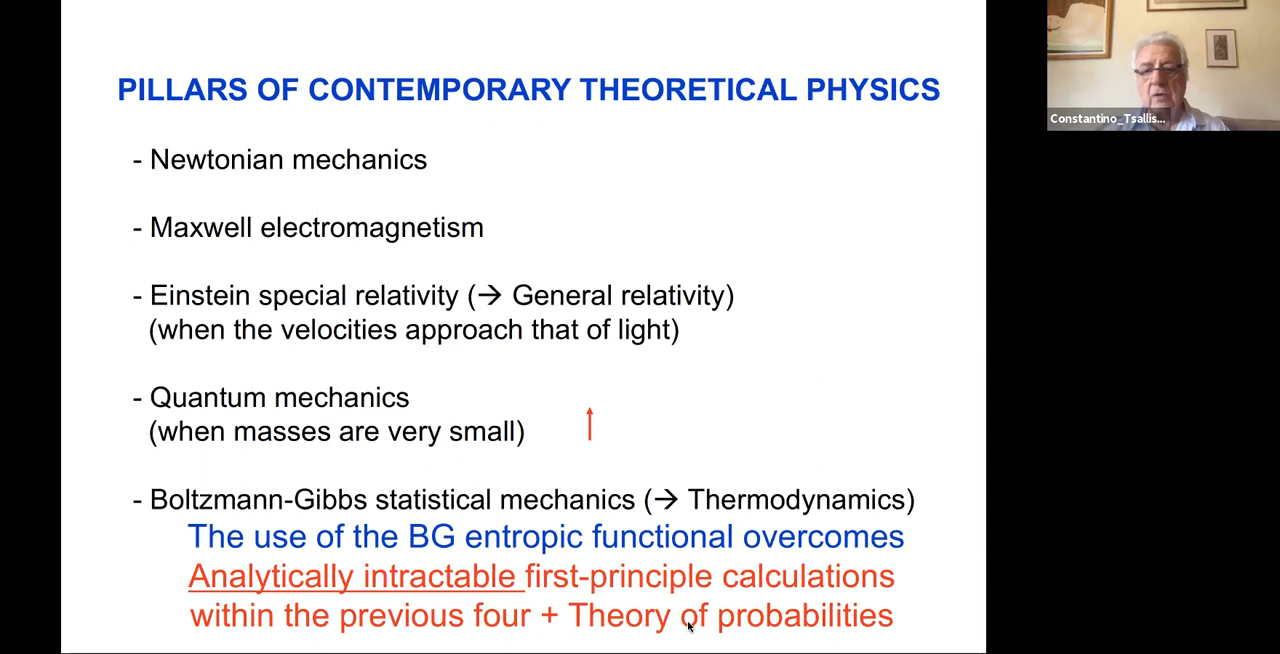 PILLARS OF CONTEMPORARY THEORETICAL PHYSICS
- Newtonian mechanics
- Maxwell electromagnetism
- Einstein special relativity (→ General relativity)
(when the velocities approach that of light)
- Quantum mechanics
(when masses are very small)
- Boltzmann-Gibbs statistical mechanics (→ Thermodynamics)
The use of the BG entropic functional overcomes
Analytically intractable first-principle calculations
within the previous four + Theory of probabilities
Constantino_Tsallis...